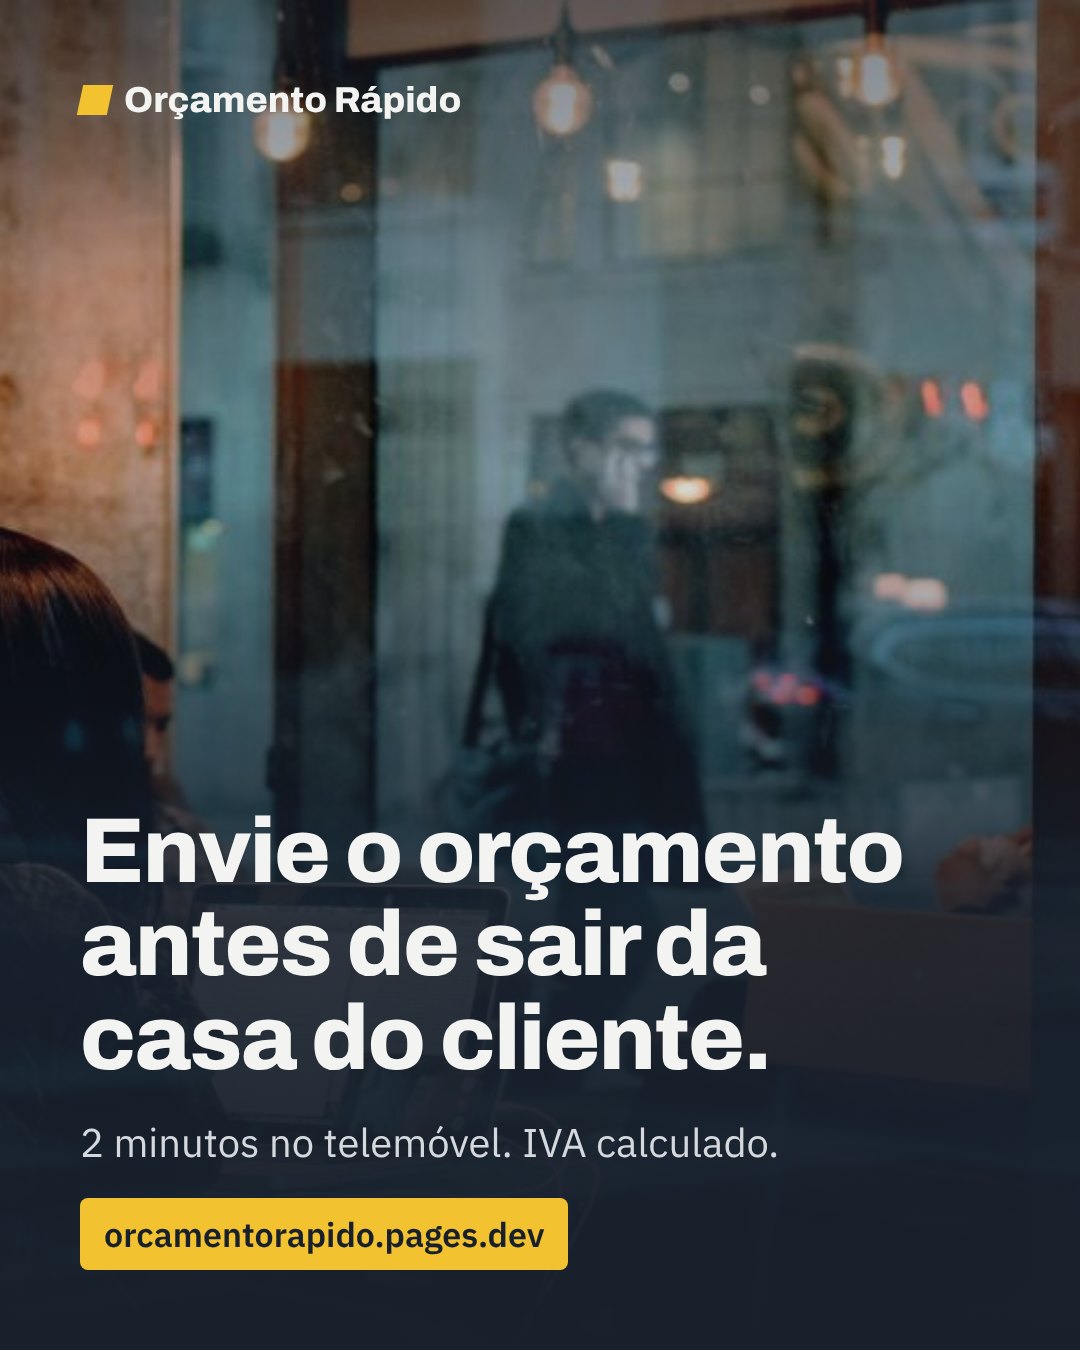 Orçamento Rápido
Envie o orçamento
antes de sair da
casa do cliente.
2 minutos no telemóvel. IVA calculado.
orcamentorapido.pages.dev